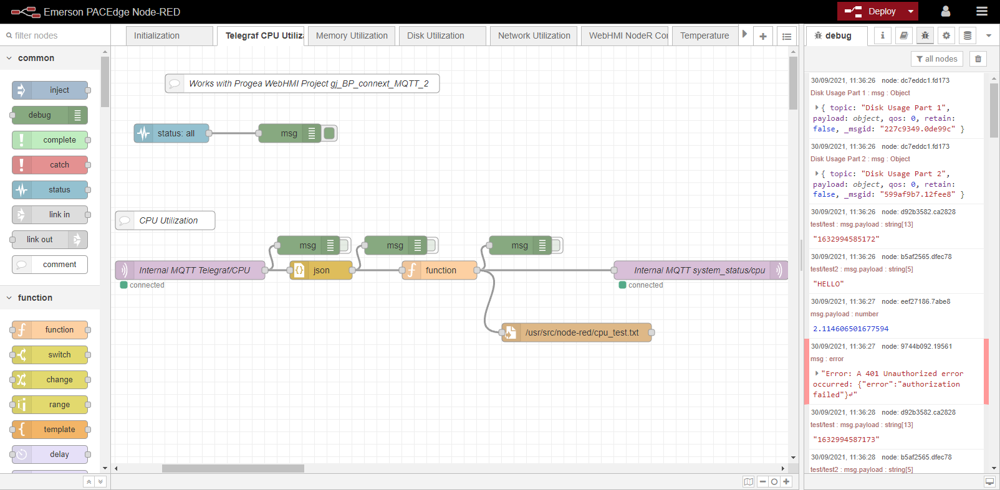 Emerson PACEdge Node-RED
Deploy
filter nodes
Initialization
Telegraf CPU Utiliz
Memory Utilization
Disk Utilization
Network Utilization
WebHMI NodeR Cor
Temperature
debug
i
all nodes
common
inject
debug
complete
catch
status
link in
link out
comment
function
function
switch
change
range
template
delay
Works with Progea WebHMI Project gj_BP_connext_MQTT_2
status: all
msg
CPU Utilization
msg
msg
msg
Internal MQTT Telegraf/CPU
json
function
Internal MQTT system_status/cpu
connected
connected
/usr/src/node-red/cpu_test.txt
30/09/2021, 11:36:26 node: dc7eddc1.fd173
Disk Usage Part 1 : msg : Object
{ topic: "Disk Usage Part 1",
payload: object, qos: 0, retain:
false, _msgid: "227c9349.0de99c" }
30/09/2021, 11:36:26 node: dc7eddc1.fd173
Disk Usage Part 2 : msg : Object
{ topic: "Disk Usage Part 2",
payload: object, qos: 0, retain:
false, _msgid: "599af9b7.12fee8" }
30/09/2021, 11:36:26 node: d92b3582.ca2828
test/test : msg.payload : string[13]
"1632994585172"
30/09/2021, 11:36:26 node: b5af2565.dfec78
test/test2 : msg.payload : string[5]
"HELLO"
30/09/2021, 11:36:27 node: eef27186.7abe8
msg.payload : number
2.114606501677594
30/09/2021, 11:36:27 node: 9744b092.19561
msg : error
"Error: A 401 Unauthorized error
occurred: {"error":"authorization
failed"}↵"
30/09/2021, 11:36:28 node: d92b3582.ca2828
test/test : msg.payload : string[13]
"1632994587173"
30/09/2021, 11:36:28 node: b5af2565.dfec78
test/test2 : msg.payload : string[5]